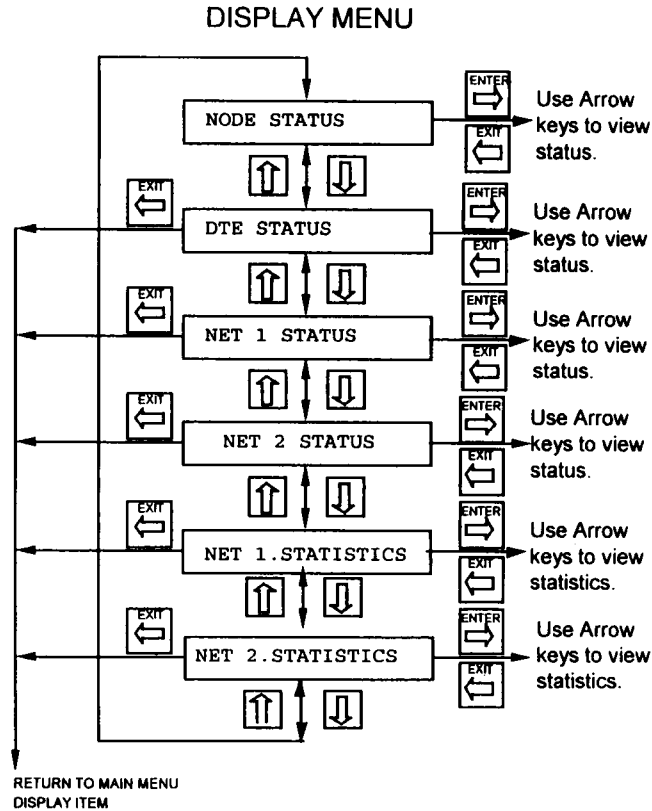 DISPLAY MENU
ENTER
NODE STATUS
Use Arrow
keys to view
status.
EXIT
EXIT
ENTER
DTE STATUS
Use Arrow
keys to view
status.
EXIT
EXIT
ENTER
NET 1 STATUS
Use Arrow
keys to view
status.
EXIT
EXIT
ENTER
NET 2 STATUS
Use Arrow
keys to view
status.
EXIT
EXIT
ENTER
NET 1.STATISTICS
Use Arrow
keys to view
statistics.
EXIT
EXIT
ENTER
NET 2.STATISTICS
Use Arrow
keys to view
statistics.
EXIT
RETURN TO MAIN MENU
DISPLAY ITEM